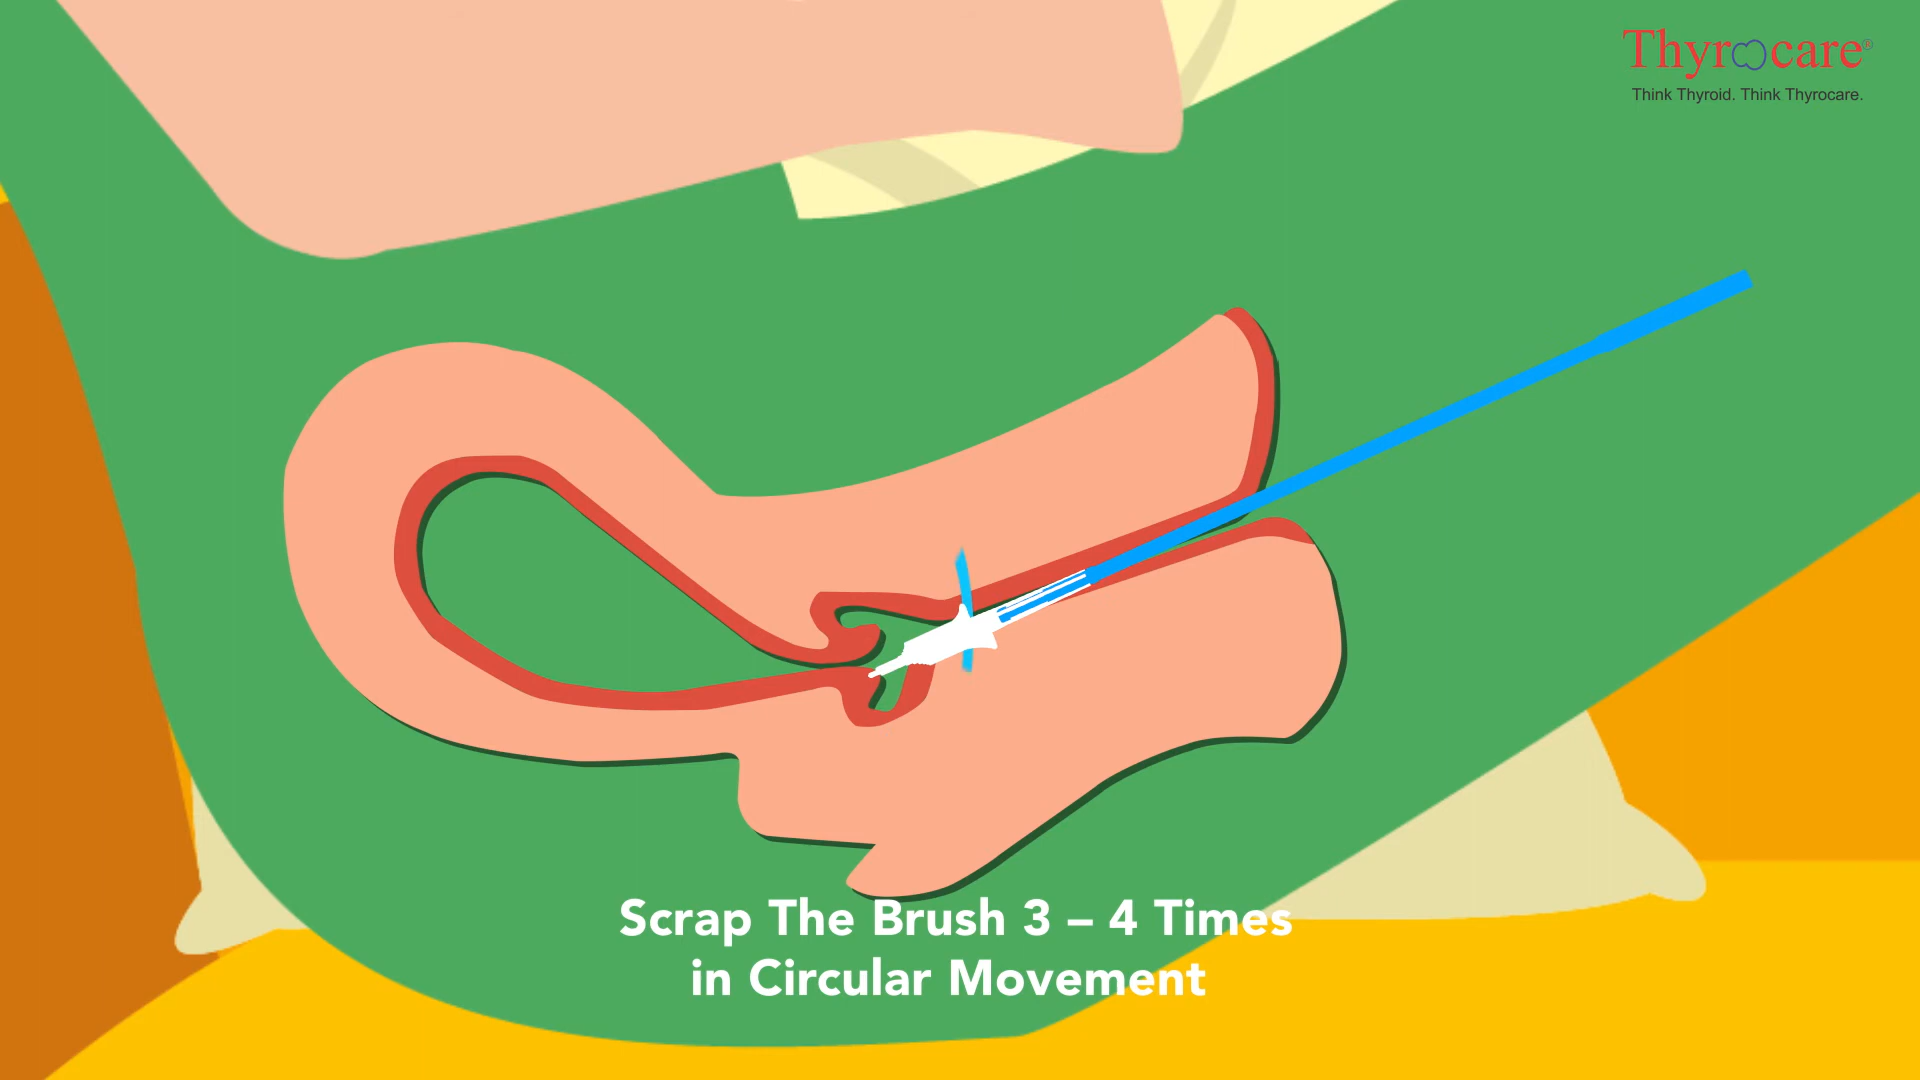 Thyrocare®
Think Thyroid. Think Thyrocare.
Scrap The Brush 3 – 4 Times
in Circular Movement